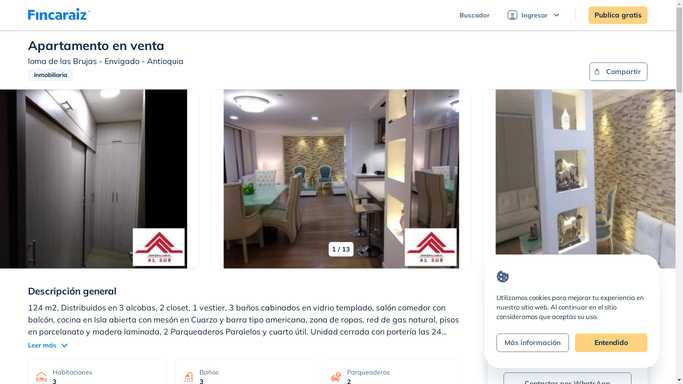 Fincaraiz
Buscador
Ingresar
Publica gratis
Apartamento en venta
loma de las Brujas - Envigado - Antioquia
Inmobiliaria
Compartir
AL SUR
1 / 13
AL SUR
Descripción general
124 m2, Distribuidos en 3 alcobas, 2 closet, 1 vestier, 3 baños cabinados en vidrio templado, salón comedor con
balcón, cocina en Isla abierta con mesón en Cuarzo y barra tipo americana, zona de ropas, red de gas natural, pisos
en porcelanato y madera laminada, 2 Parqueaderos Paralelos y cuarto útil. Unidad cerrada con portería las 24...
Leer más
Habitaciones
3
Baños
3
Parqueaderos
2
Utilizamos cookies para mejorar tu experiencia en
nuestro sitio web. Al continuar en el sitio
consideramos que aceptas su uso.
Más información
Entendido
Contactar por WhatsApp